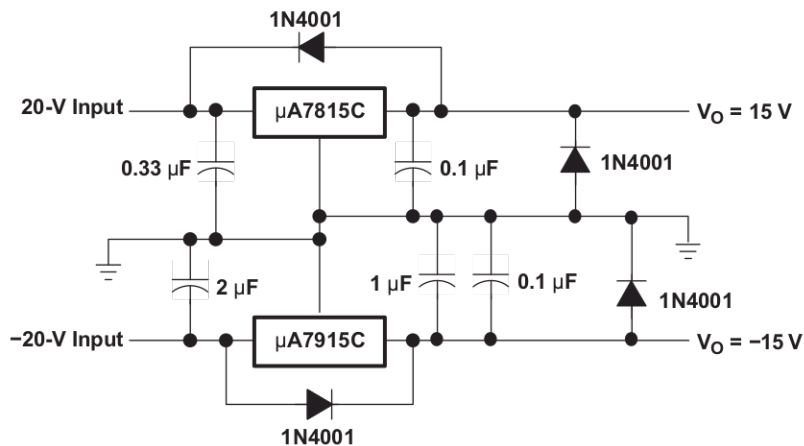 1N4001
20-V Input
µA7815C
V_O = 15 V
0.33 µF
0.1 µF
1N4001
2 µF
1 µF
0.1 µF
1N4001
−20-V Input
µA7915C
V_O = −15 V
1N4001